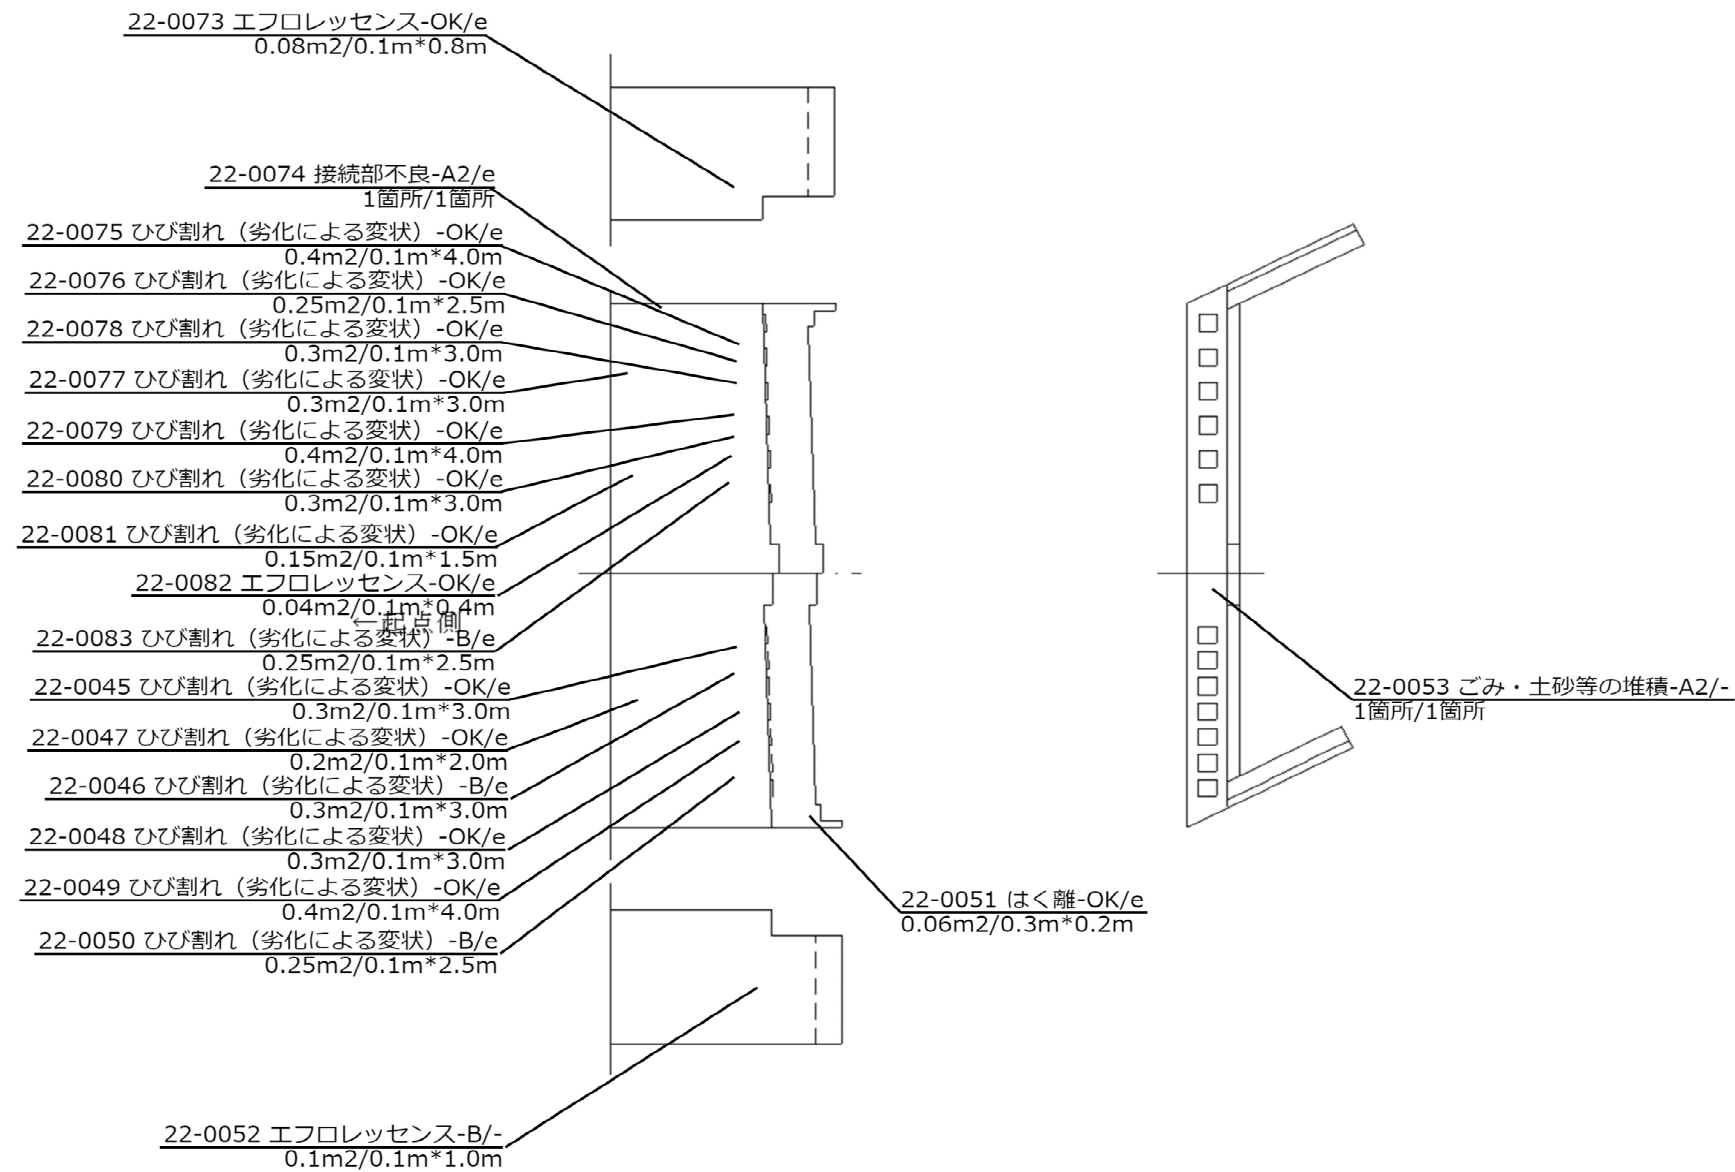 22-0073 エフロレッセンス-OK/e
0.08m2/0.1m*0.8m
22-0074 接続部不良-A2/e
1箇所/1箇所
22-0075 ひび割れ（劣化による変状）-OK/e
0.4m2/0.1m*4.0m
22-0076 ひび割れ（劣化による変状）-OK/e
0.25m2/0.1m*2.5m
22-0078 ひび割れ（劣化による変状）-OK/e
0.3m2/0.1m*3.0m
22-0077 ひび割れ（劣化による変状）-OK/e
0.3m2/0.1m*3.0m
22-0079 ひび割れ（劣化による変状）-OK/e
0.4m2/0.1m*4.0m
22-0080 ひび割れ（劣化による変状）-OK/e
0.3m2/0.1m*3.0m
22-0081 ひび割れ（劣化による変状）-OK/e
0.15m2/0.1m*1.5m
22-0082 エフロレッセンス-OK/e
0.04m2/0.1m*0.4m
←起点側
22-0083 ひび割れ（劣化による変状）-B/e
0.25m2/0.1m*2.5m
22-0045 ひび割れ（劣化による変状）-OK/e
0.3m2/0.1m*3.0m
22-0047 ひび割れ（劣化による変状）-OK/e
0.2m2/0.1m*2.0m
22-0046 ひび割れ（劣化による変状）-B/e
0.3m2/0.1m*3.0m
22-0048 ひび割れ（劣化による変状）-OK/e
0.3m2/0.1m*3.0m
22-0049 ひび割れ（劣化による変状）-OK/e
0.4m2/0.1m*4.0m
22-0050 ひび割れ（劣化による変状）-B/e
0.25m2/0.1m*2.5m
22-0052 エフロレッセンス-B/-
0.1m2/0.1m*1.0m
22-0051 はく離-OK/e
0.06m2/0.3m*0.2m
22-0053 ごみ・土砂等の堆積-A2/-
1箇所/1箇所